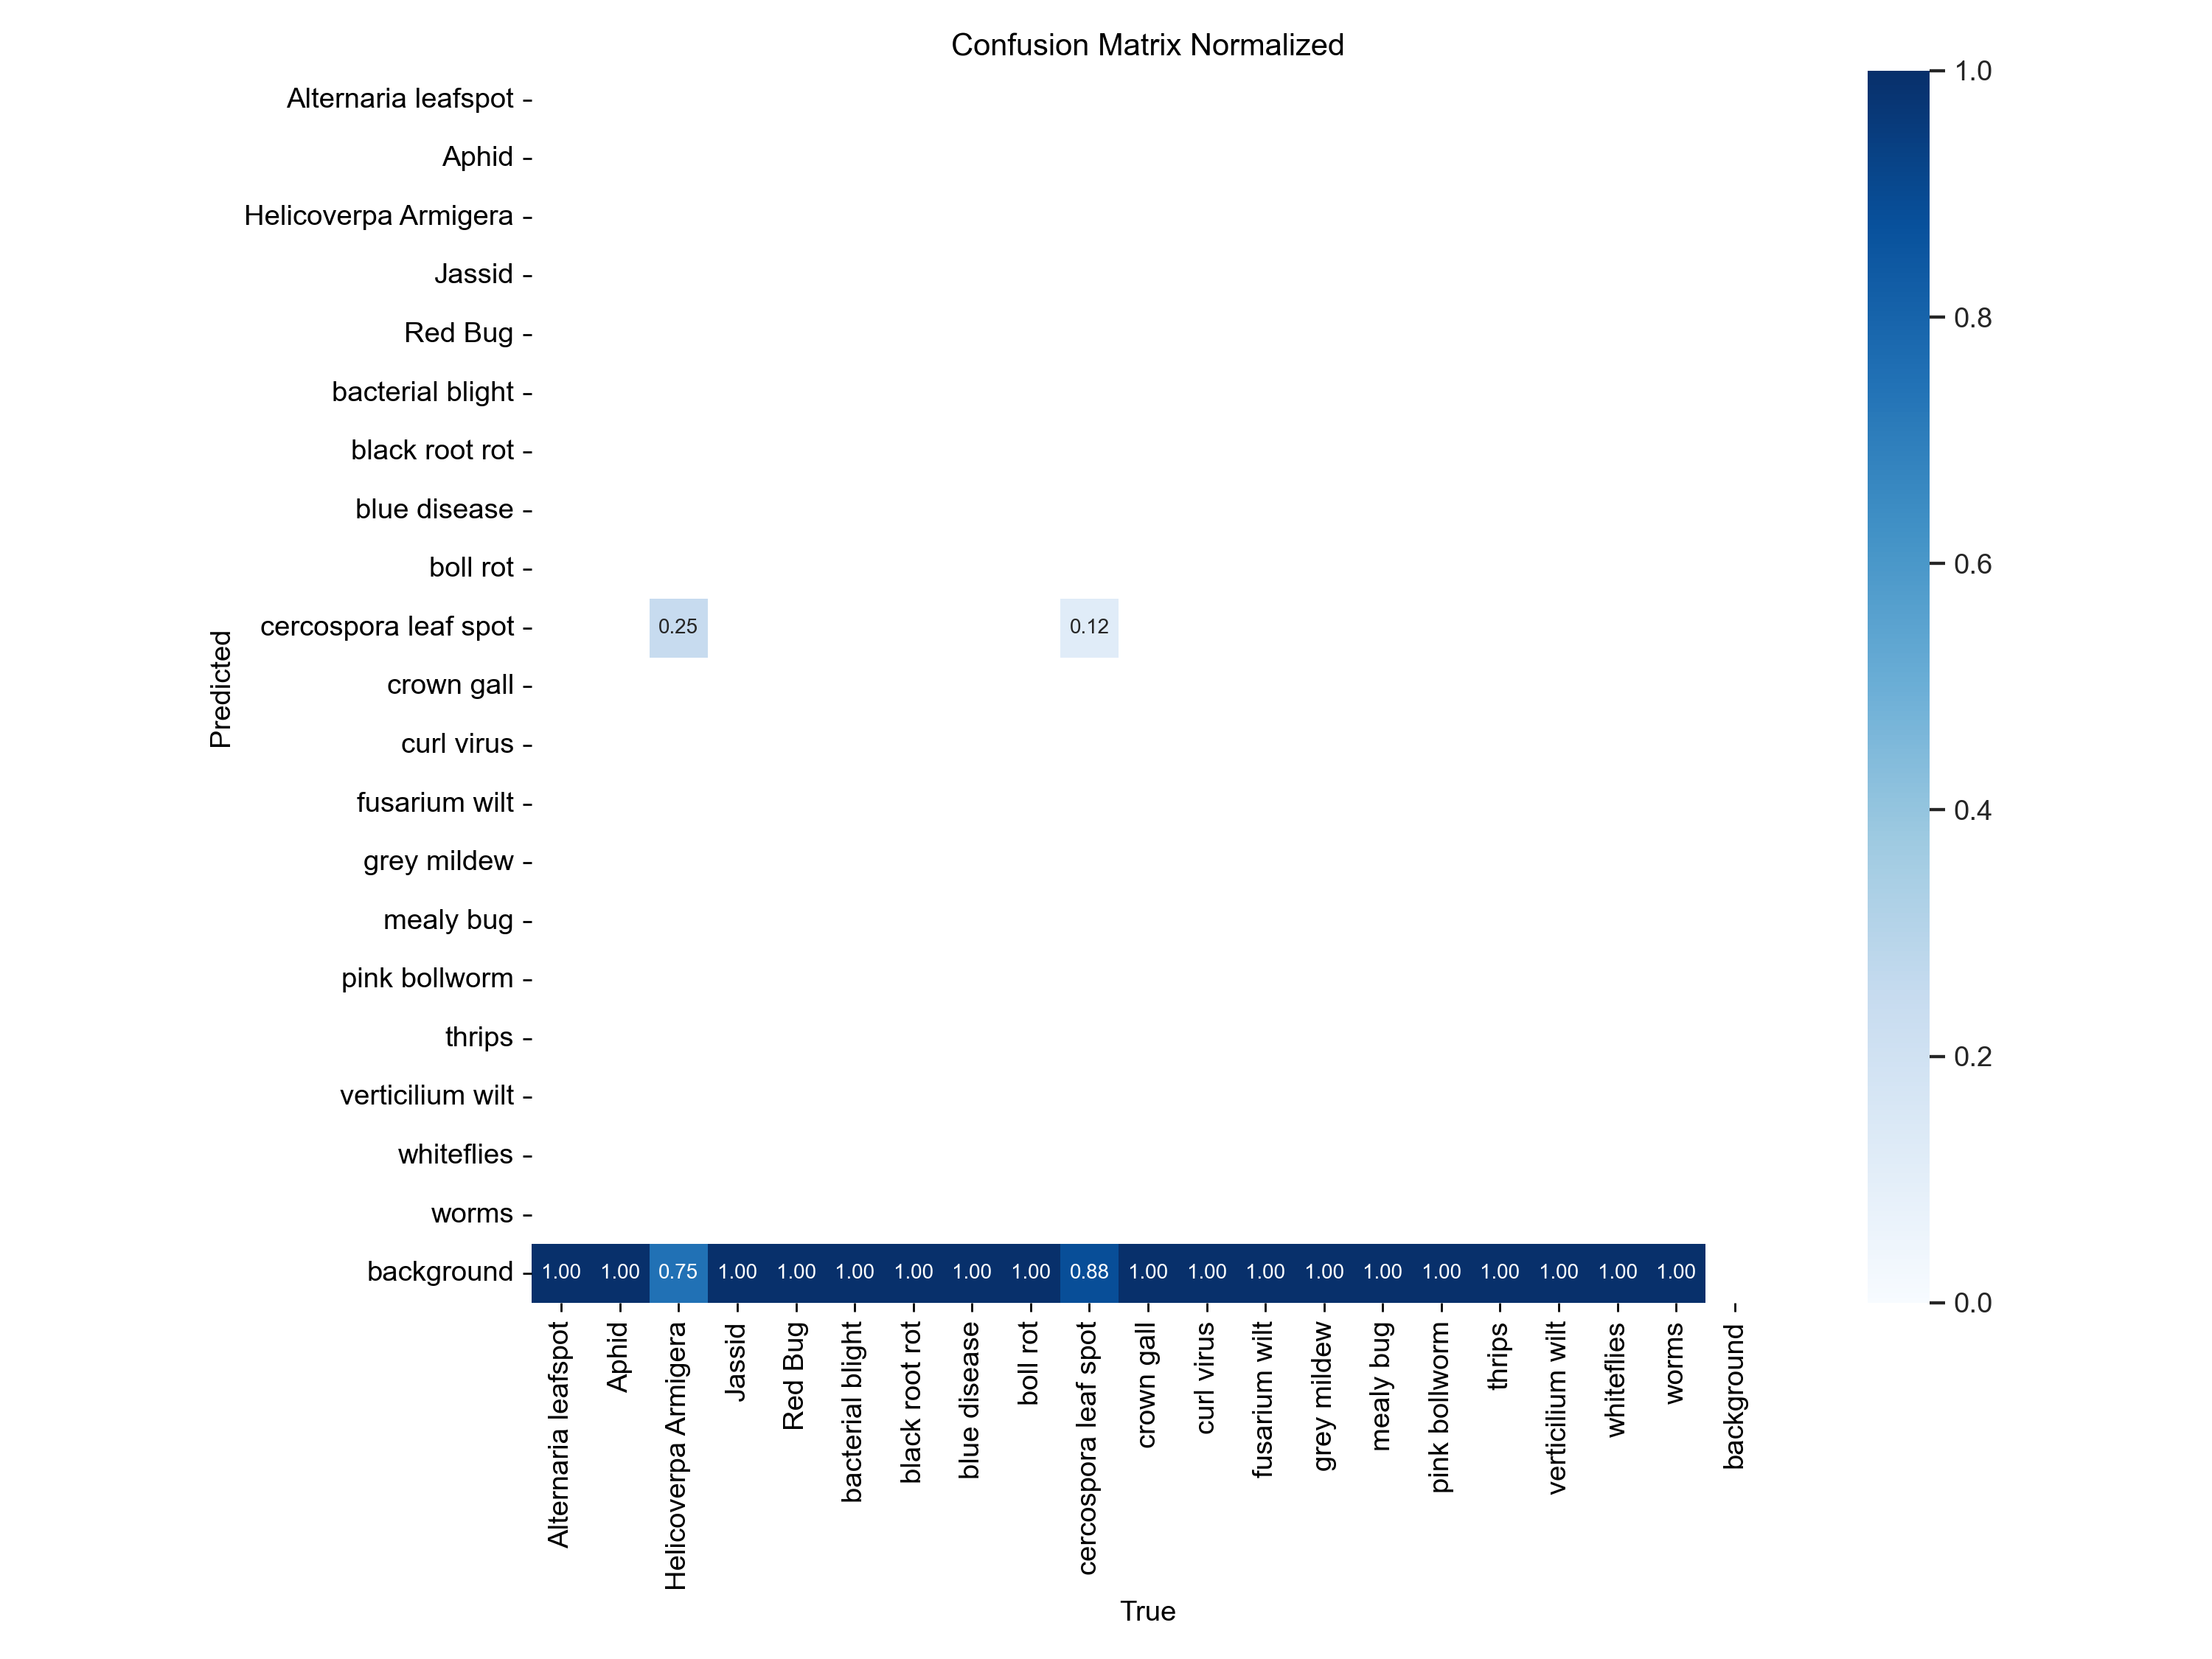 Confusion Matrix Normalized
Alternaria leafspot
Aphid
Helicoverpa Armigera
Jassid
Red Bug
bacterial blight
black root rot
blue disease
boll rot
cercospora leaf spot
0.25 0.12
crown gall
curl virus
fusarium wilt
grey mildew
mealy bug
pink bollworm
thrips
verticilium wilt
whiteflies
worms
background
1.00 1.00 0.75 1.00 1.00 1.00 1.00 1.00 1.00 0.88 1.00 1.00 1.00 1.00 1.00 1.00 1.00 1.00 1.00 1.00
Predicted
Alternaria leafspot
Aphid
Helicoverpa Armigera
Jassid
Red Bug
bacterial blight
black root rot
blue disease
boll rot
cercospora leaf spot
crown gall
curl virus
fusarium wilt
grey mildew
mealy bug
pink bollworm
thrips
verticilium wilt
whiteflies
worms
background
True
1.0
0.8
0.6
0.4
0.2
0.0